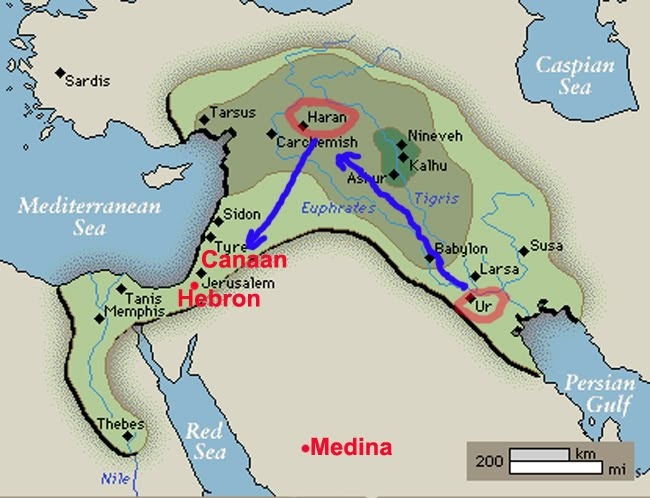 Caspian
Sea
Sardis
Tarsus
Haran
Carchemish
Nineveh
Kalhu
Ashur
Mediterranean
Sea
Euphrates
Tigris
Sidon
Tyre
Canaan
Babylon
Susa
Larsa
Jerusalem
Hebron
Tanis
Memphis
Ur
Persian
Gulf
Thebes
Red
Sea
Medina
Nile
200
km
mi